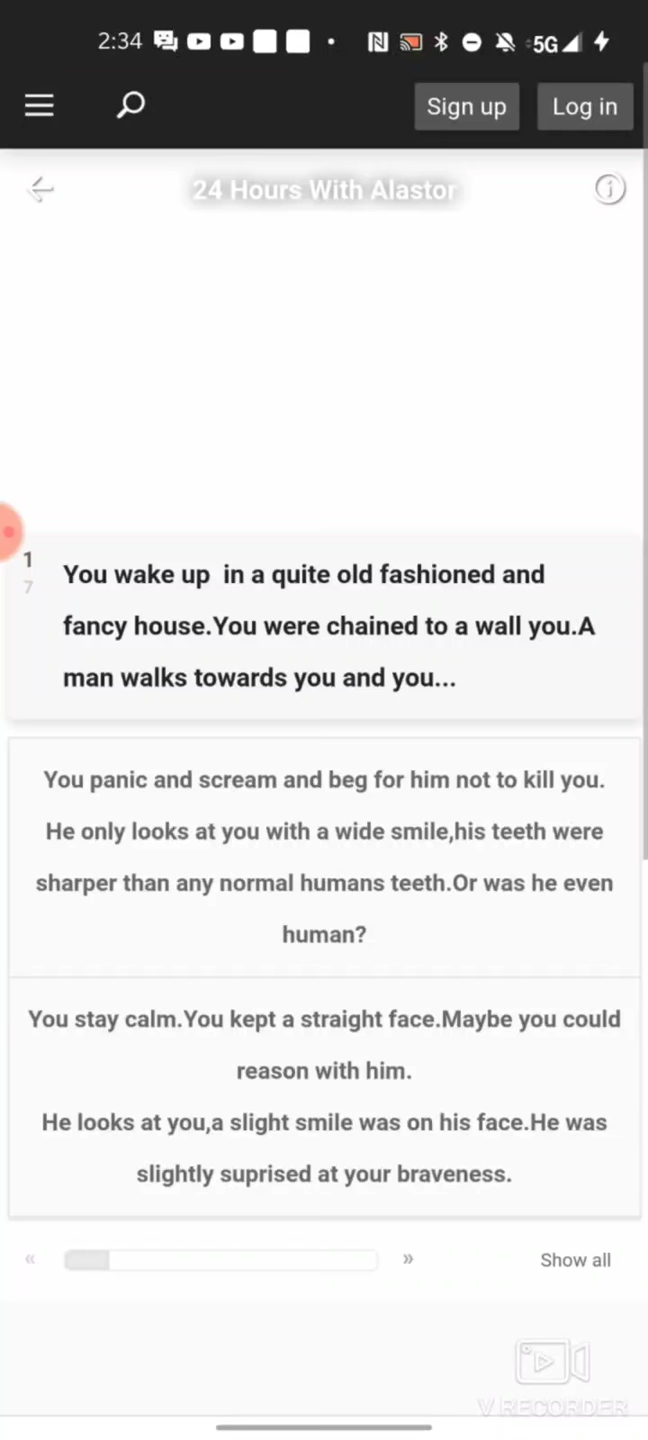 2:34
5G
Sign up
Log in
24 Hours With Alastor
1
7
You wake up  in a quite old fashioned and
fancy house.You were chained to a wall you.A
man walks towards you and you...
You panic and scream and beg for him not to kill you.
He only looks at you with a wide smile,his teeth were
sharper than any normal humans teeth.Or was he even
human?
You stay calm.You kept a straight face.Maybe you could
reason with him.
He looks at you,a slight smile was on his face.He was
slightly suprised at your braveness.
«
»
Show all
V RECORDER